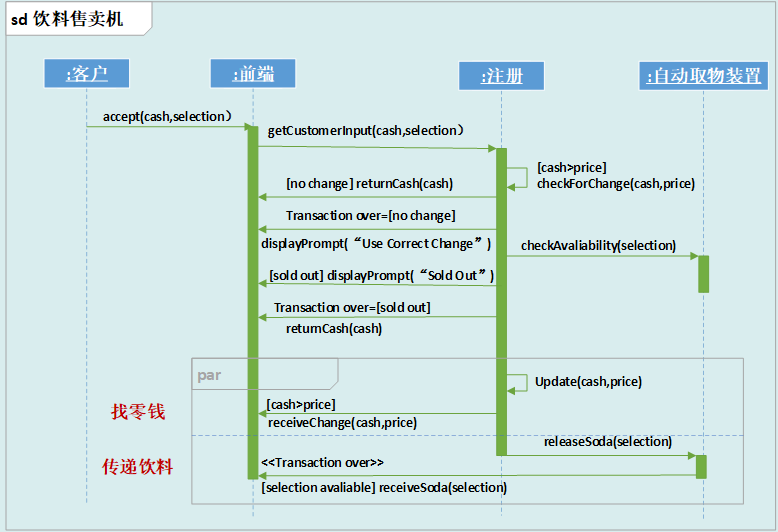 sd 饮料售卖机
:客户
:前端
:注册
:自动取物装置
accept(cash,selection）
getCustomerInput(cash,selection）
[cash>price]
checkForChange(cash,price)
[no change] returnCash(cash)
Transaction over=[no change]
displayPrompt(“Use Correct Change”)
checkAvaliability(selection)
[sold out] displayPrompt(“Sold Out”)
Transaction over=[sold out]
returnCash(cash)
par
Update(cash,price)
找零钱
[cash>price]
receiveChange(cash,price)
releaseSoda(selection)
传递饮料
<<Transaction over>>
[selection avaliable] receiveSoda(selection)